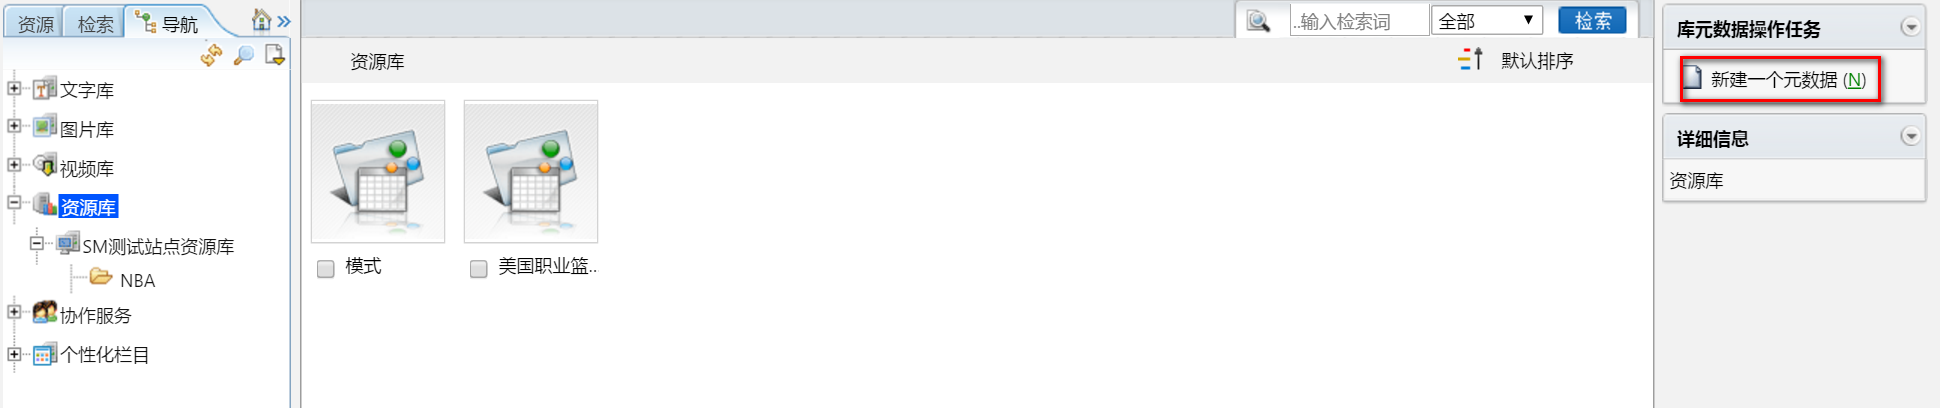 资源 检索 导航
文字库
图片库
视频库
资源库
SM测试站点资源库
NBA
协作服务
个性化栏目
..输入检索词 全部 检索
资源库 默认排序
模式 美国职业篮..
库元数据操作任务
新建一个元数据 (N)
详细信息
资源库